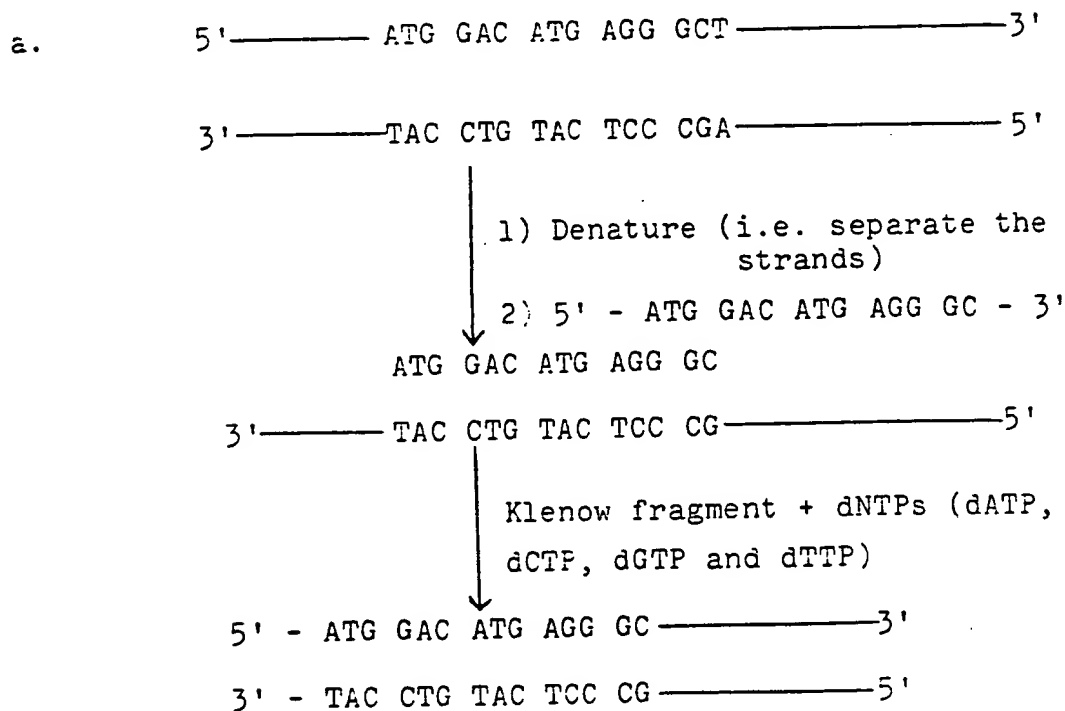 a.
5'——— ATG GAC ATG AGG GCT———3'
3'———TAC CTG TAC TCC CGA——— 5'
1) Denature (i.e. separate the
strands)
2) 5' - ATG GAC ATG AGG GC - 3'
ATG GAC ATG AGG GC
3'——— TAC CTG TAC TCC CG———5'
Klenow fragment + dNTPs (dATP,
dCTP, dGTP and dTTP)
5' - ATG GAC ATG AGG GC———3'
3' - TAC CTG TAC TCC CG———5'